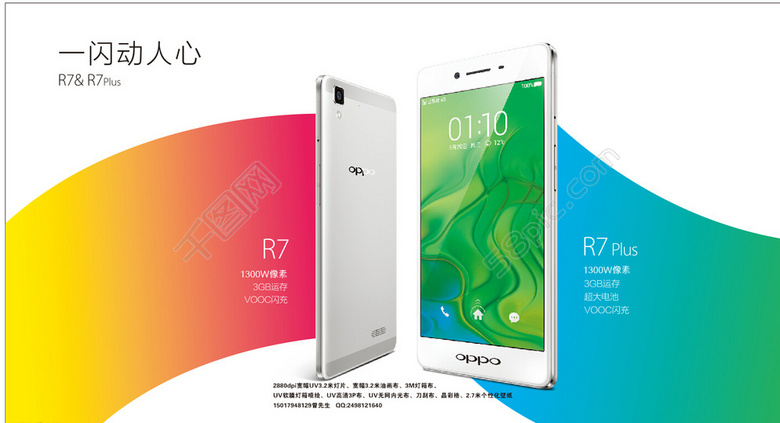 一闪动人心
R7& R7Plus
R7
1300W像素
3GB运存
VOOC闪充
oppo
100%
01:10
12°C
oppo
R7 Plus
1300W像素
3GB运存
超大电池
VOOC闪充
千图网
58pic.com
2880dpi宽幅UV3.2米灯片、宽幅3.2米油画布、3M灯箱布、
UV软膜灯箱喷绘、UV高清3P布、UV无网内光布、刀刮布、晶彩格、2.7米个性化壁纸
15017948129曾先生 QQ:2498121640